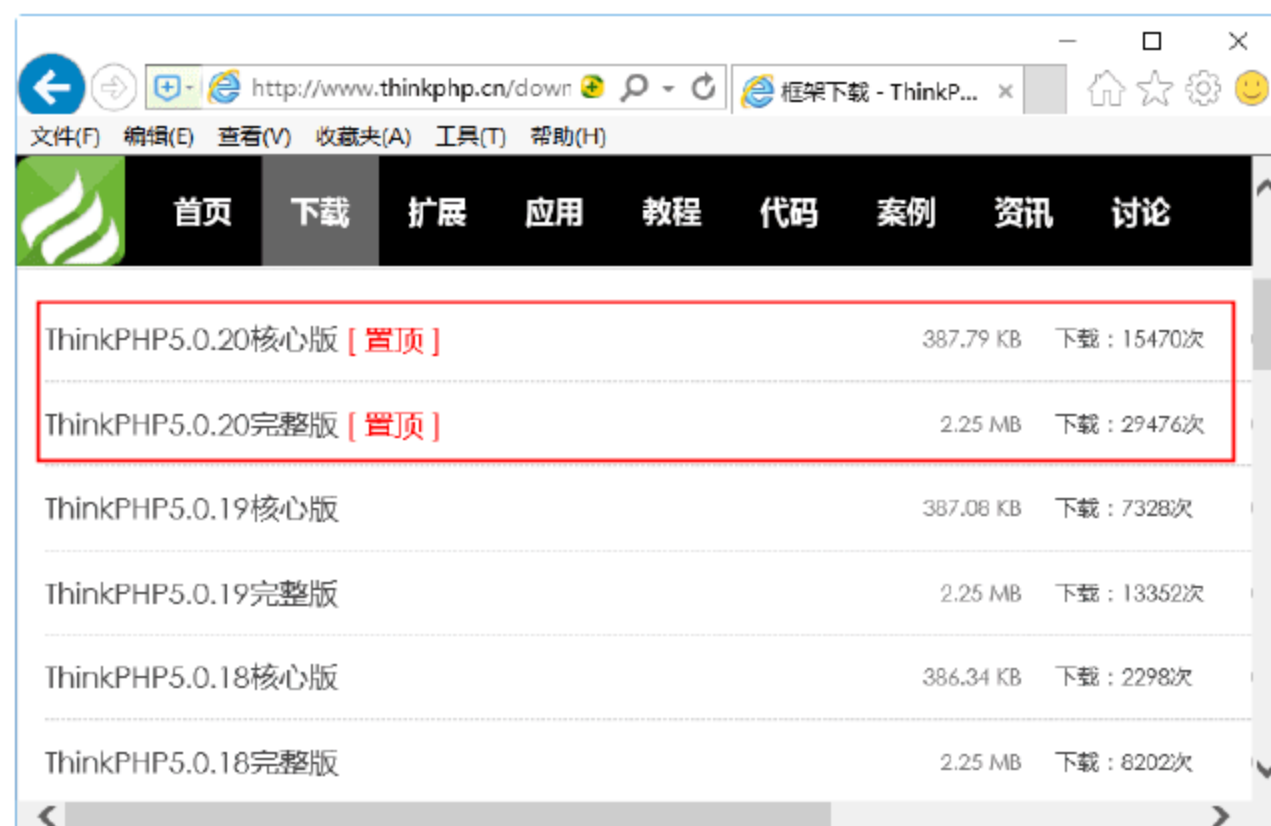 http://www.thinkphp.cn/down
框架下载 - ThinkP...
文件(F) 编辑(E) 查看(V) 收藏夹(A) 工具(T) 帮助(H)
首页 下载 扩展 应用 教程 代码 案例 资讯 讨论
ThinkPHP5.0.20核心版 [ 置顶 ] 387.79 KB 下载：15470次
ThinkPHP5.0.20完整版 [ 置顶 ] 2.25 MB 下载：29476次
ThinkPHP5.0.19核心版 387.08 KB 下载：7328次
ThinkPHP5.0.19完整版 2.25 MB 下载：13352次
ThinkPHP5.0.18核心版 386.34 KB 下载：2298次
ThinkPHP5.0.18完整版 2.25 MB 下载：8202次